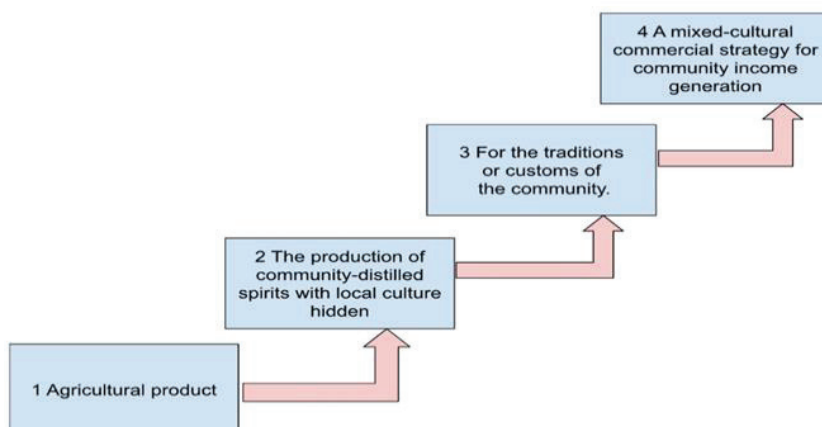 4 A mixed-cultural
commercial strategy for
community income
generation
3 For the traditions
or customs of
the community.
2 The production of
community-distilled
spirits with local culture
hidden
1 Agricultural product